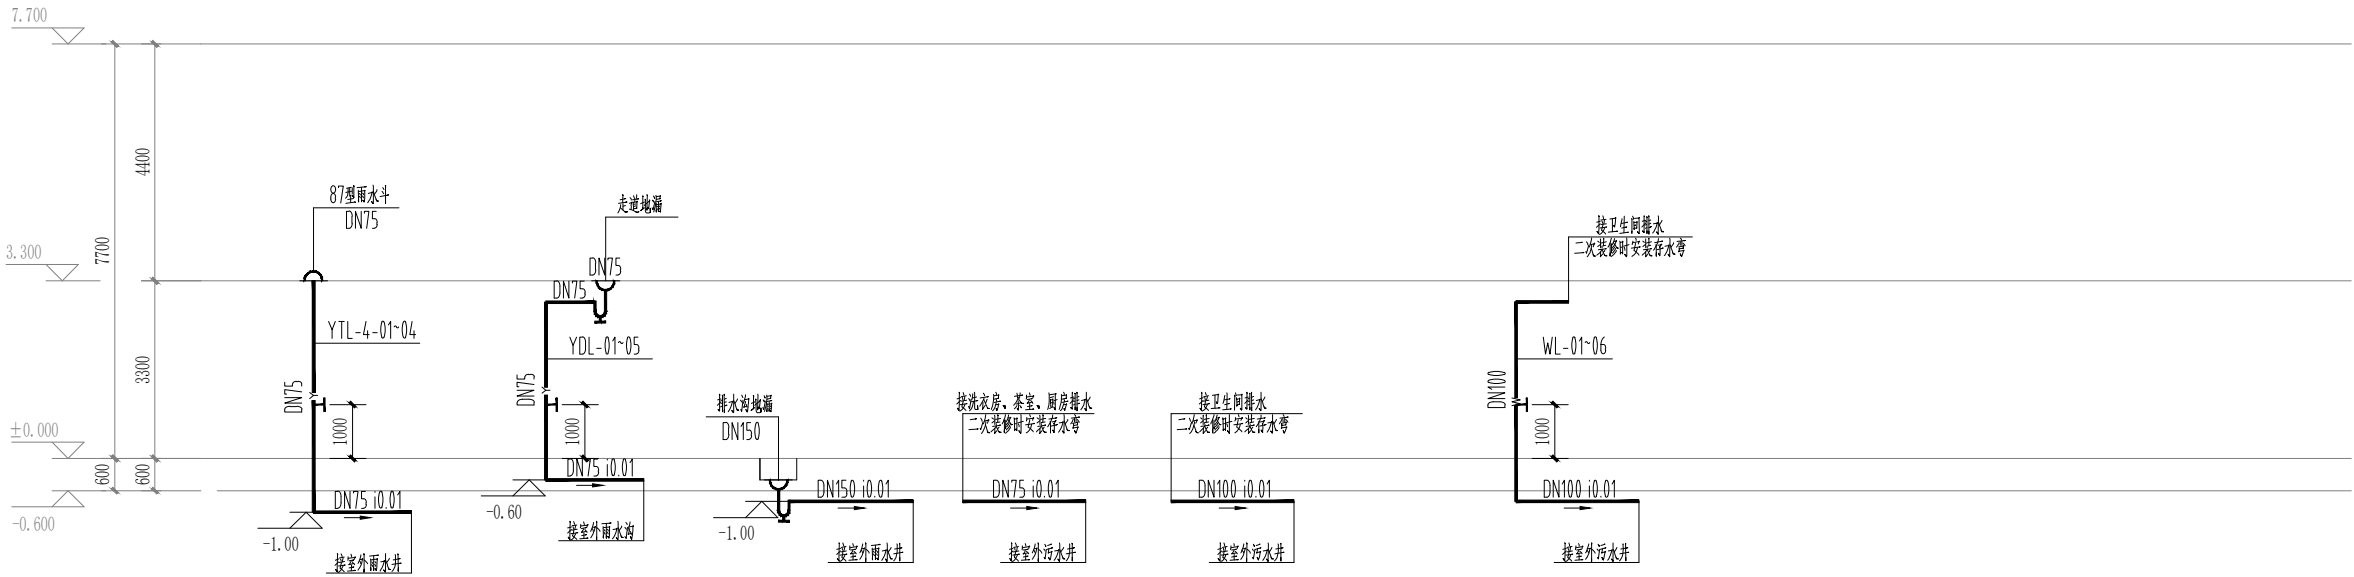 7.700
7700
4400
3.300
3300
±0.000
600
600
-0.600
87型雨水斗
DN75
YTL-4-01~04
DN75
1000
DN75 i0.01
-1.00
接室外雨水井
走道地漏
DN75
DN75
YDL-01~05
DN75
1000
DN75 i0.01
-0.60
接室外雨水沟
排水沟地漏
DN150
DN150 i0.01
-1.00
接室外雨水井
接洗衣房、茶室、厨房排水
二次装修时安装存水弯
DN75 i0.01
接室外污水井
接卫生间排水
二次装修时安装存水弯
DN100 i0.01
接室外污水井
接卫生间排水
二次装修时安装存水弯
WL-01~06
DN100
1000
DN100 i0.01
接室外污水井